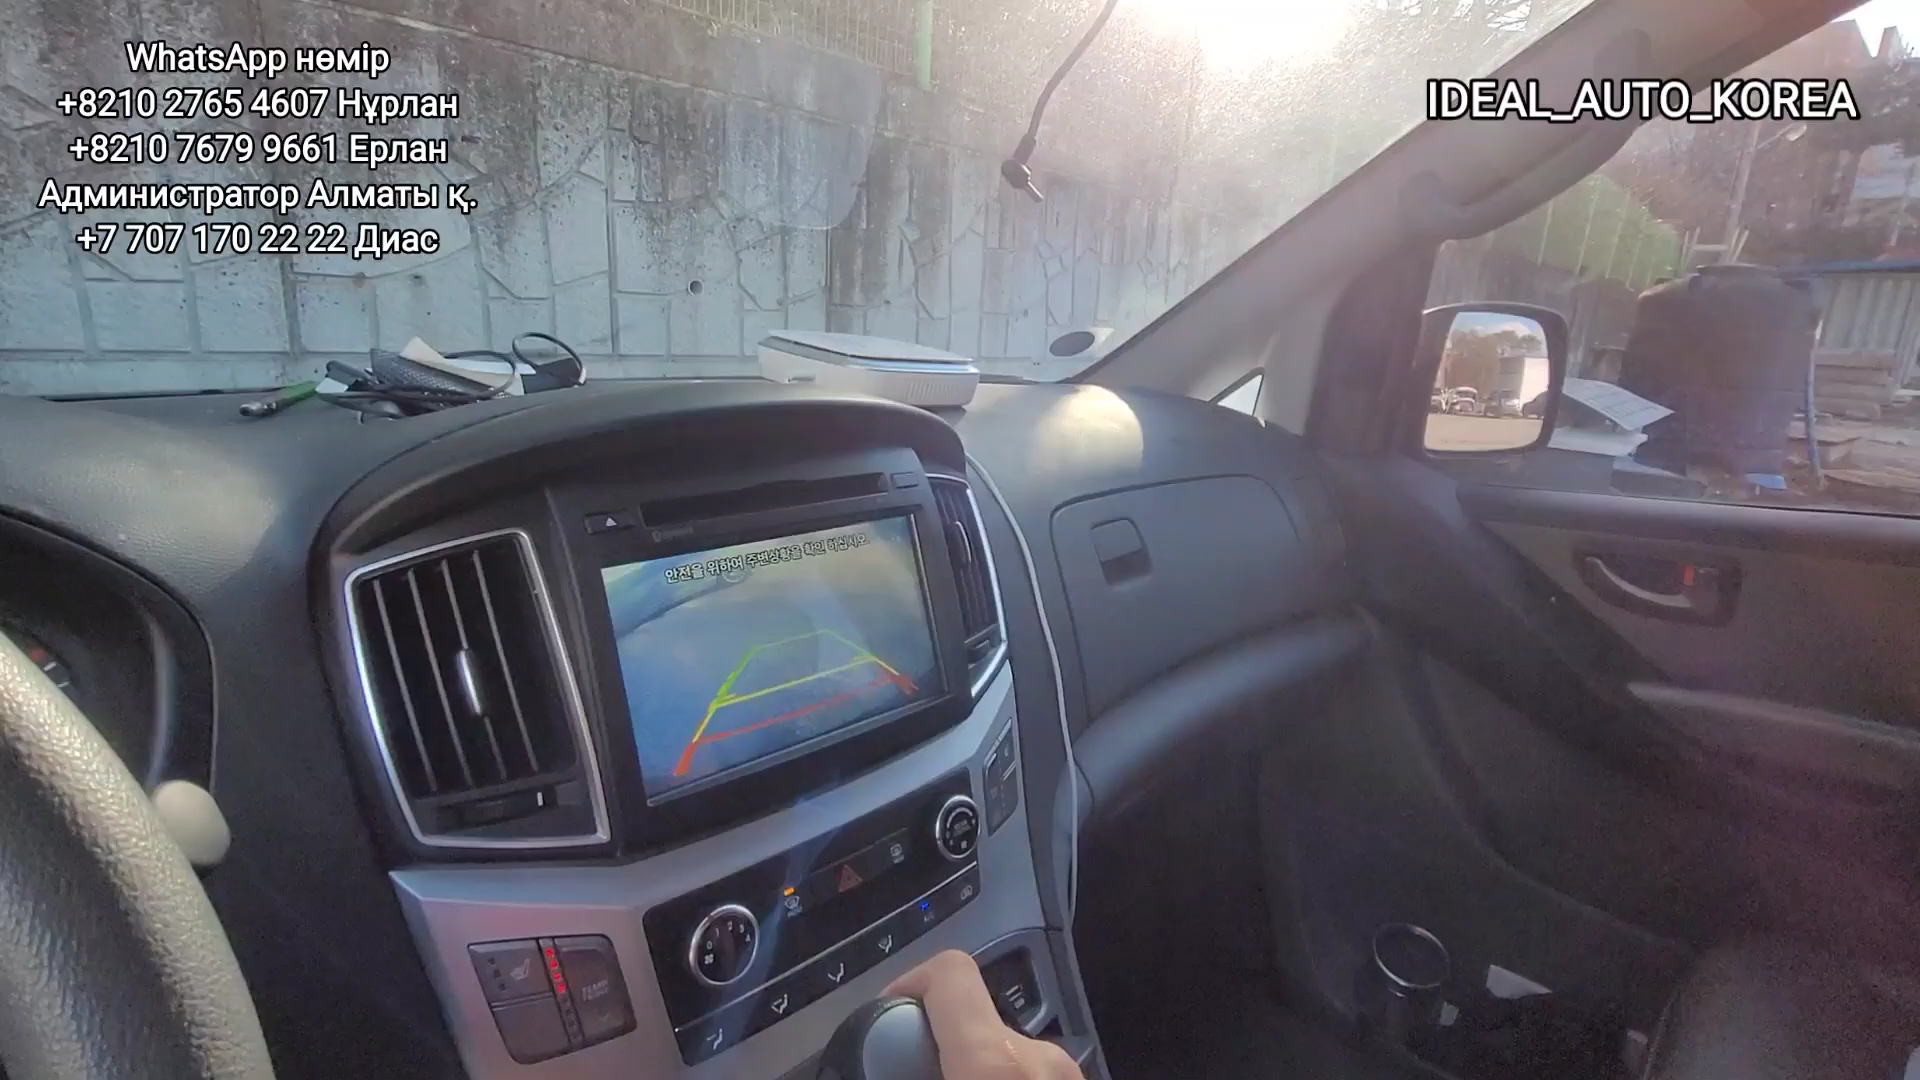 WhatsApp нөмір
+8210 2765 4607 Нұрлан
+8210 7679 9661 Ерлан
Администратор Алматы қ.
+7 707 170 22 22 Диас
IDEAL_AUTO_KOREA
안전을 위하여 주변상황을 확인 하십시오